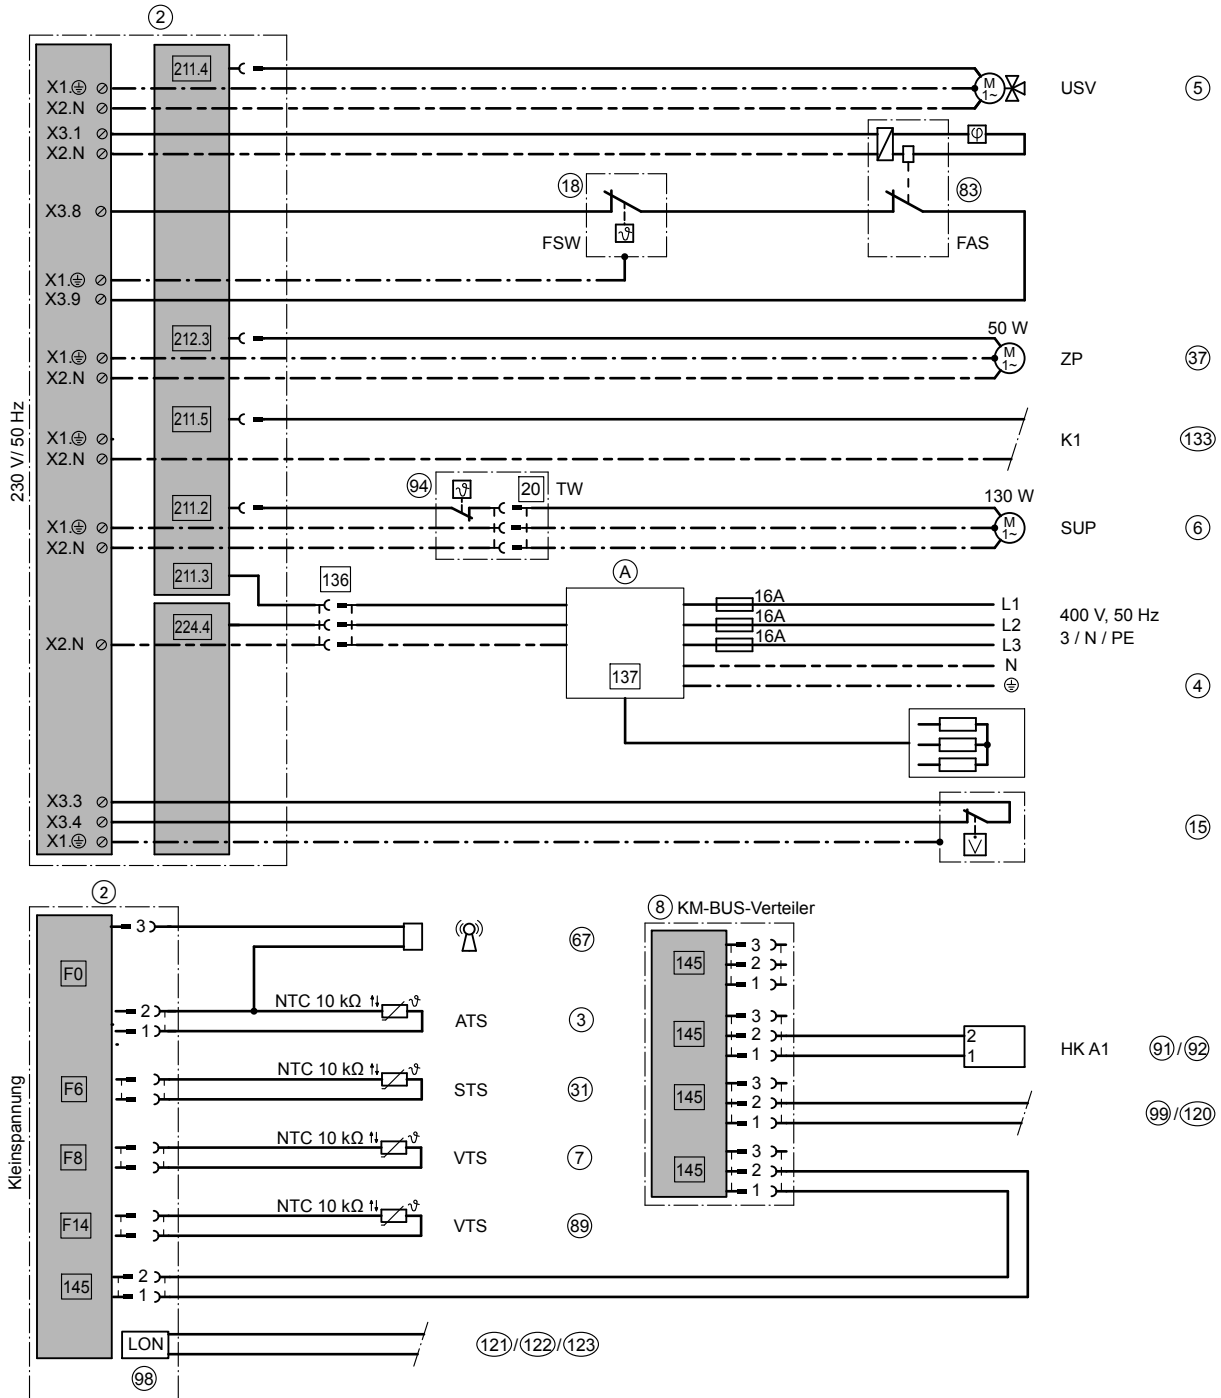 2
211.4
X1.
X2.N
M
1~
USV
5
X3.1
X2.N
φ
X3.8
18
FSW
ϑ
83
FAS
X1.
X3.9
212.3
50 W
X1.
X2.N
M
1~
ZP
37
211.5
X1.
X2.N
K1
133
230 V/ 50 Hz
94
ϑ
20
TW
211.2
130 W
X1.
X2.N
M
1~
SUP
6
211.3
136
A
16A
L1
224.4
16A
L2
X2.N
16A
L3
400 V, 50 Hz
3 / N / PE
137
N
4
X3.3
X3.4
X1.
V
15
2
3
67
F0
2
NTC 10 kΩ
ϑ
1
ATS
3
F6
NTC 10 kΩ
ϑ
STS
31
F8
NTC 10 kΩ
ϑ
VTS
7
F14
NTC 10 kΩ
ϑ
VTS
89
145
2
1
LON
98
121/122/123
Kleinspannung
8 KM-BUS-Verteiler
145
3
2
1
145
3
2
1
2
1
HK A1
91/92
145
3
2
1
99/120
145
3
2
1